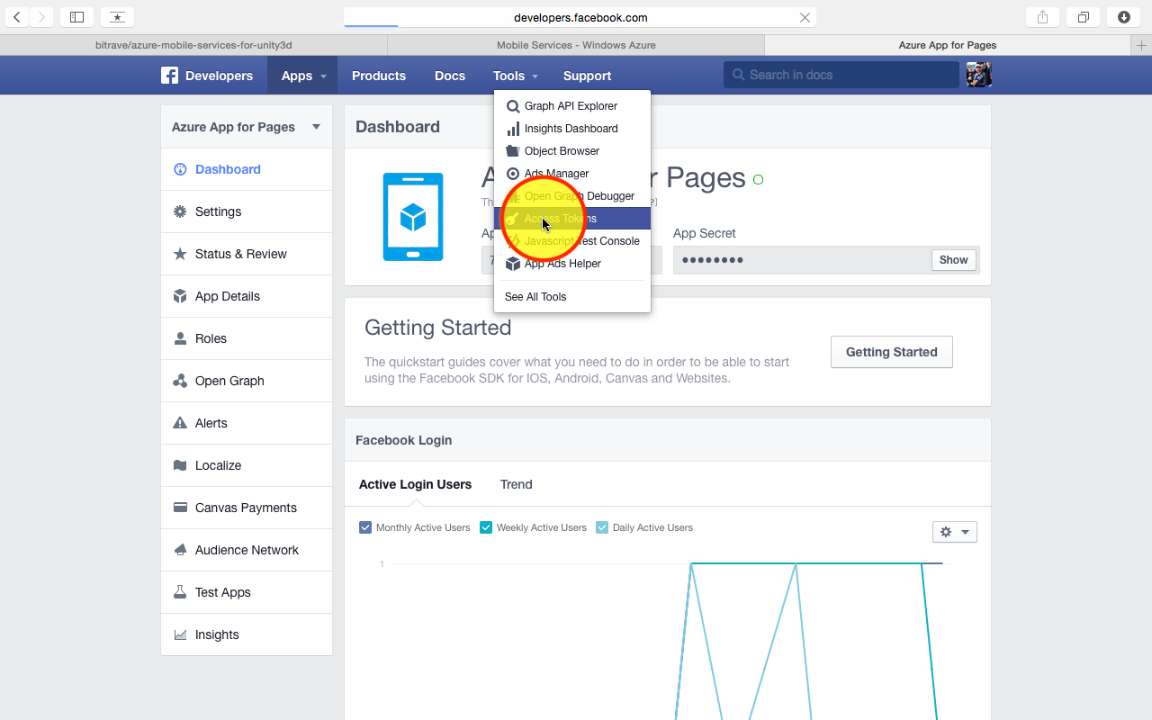 developers.facebook.com
bitrave/azure-mobile-services-for-unity3d
Mobile Services - Windows Azure
Azure App for Pages
Developers
Apps
Products
Docs
Tools
Support
Search in docs
Graph API Explorer
Insights Dashboard
Object Browser
Ads Manager
Open Graph Debugger
Access Tokens
Javascript Test Console
App Ads Helper
See All Tools
Azure App for Pages
Dashboard
Settings
Status & Review
App Details
Roles
Open Graph
Alerts
Localize
Canvas Payments
Audience Network
Test Apps
Insights
Dashboard
Pages
App Secret
••••••••
Show
Getting Started
The quickstart guides cover what you need to do in order to be able to start
using the Facebook SDK for IOS, Android, Canvas and Websites.
Getting Started
Facebook Login
Active Login Users
Trend
Monthly Active Users
Weekly Active Users
Daily Active Users
1